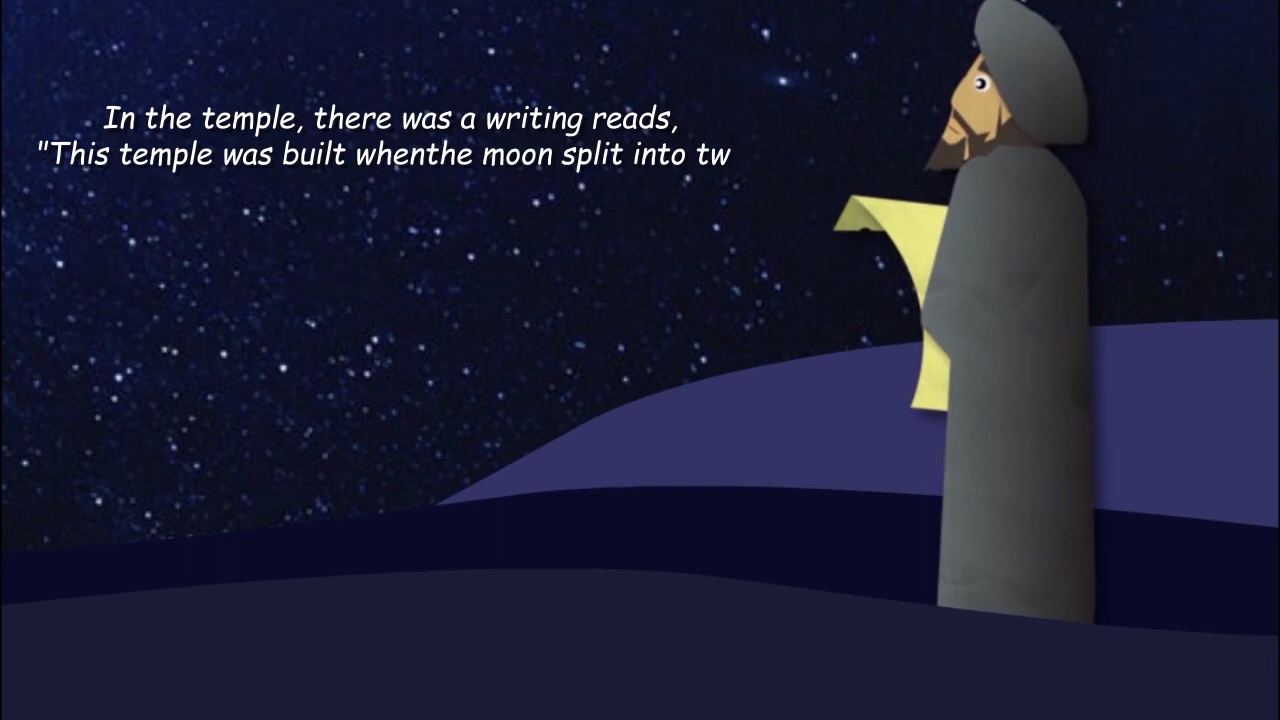 In the temple, there was a writing reads,
"This temple was built whenthe moon split into tw